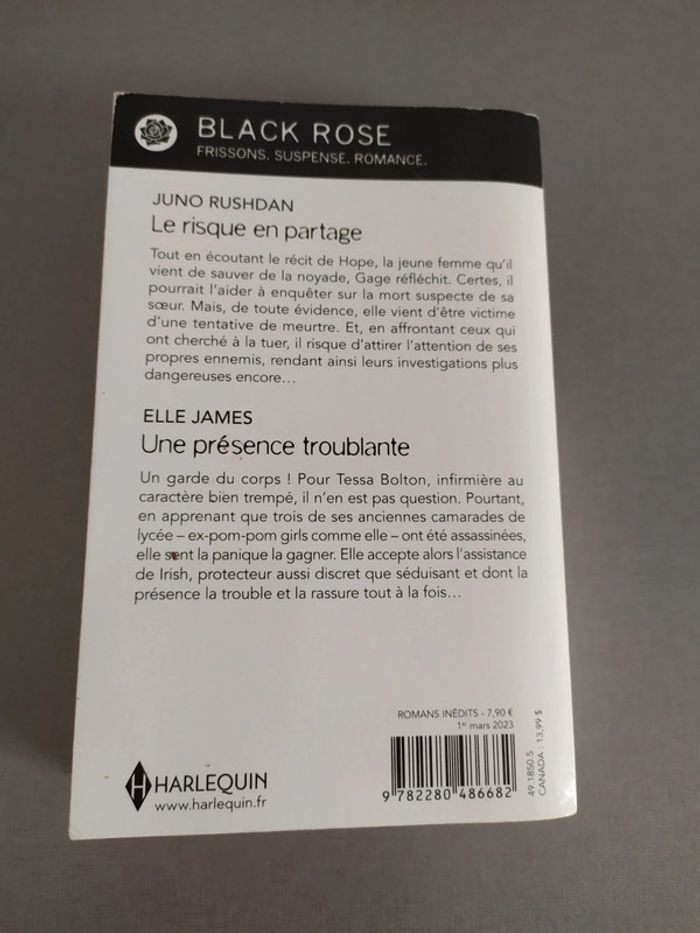 BLACK ROSE
FRISSONS. SUSPENSE. ROMANCE.
JUNO RUSHDAN
Le risque en partage
Tout en écoutant le récit de Hope, la jeune femme qu'il
vient de sauver de la noyade, Gage réfléchit. Certes, il
pourrait l'aider à enquêter sur la mort suspecte de sa
sœur. Mais, de toute évidence, elle vient d'être victime
d'une tentative de meurtre. Et, en affrontant ceux qui
ont cherché à la tuer, il risque d'attirer l'attention de ses
propres ennemis, rendant ainsi leurs investigations plus
dangereuses encore...
ELLE JAMES
Une présence troublante
Un garde du corps ! Pour Tessa Bolton, infirmière au
caractère bien trempé, il n'en est pas question. Pourtant,
en apprenant que trois de ses anciennes camarades de
lycée – ex-pom-pom girls comme elle – ont été assassinées,
elle sent la panique la gagner. Elle accepte alors l'assistance
de Irish, protecteur aussi discret que séduisant et dont la
présence la trouble et la rassure tout à la fois...
ROMANS INÉDITS - 7,90 €
1er mars 2023
49.1850.5
CANADA : 13,99 $
9 782280 486682
H HARLEQUIN
www.harlequin.fr